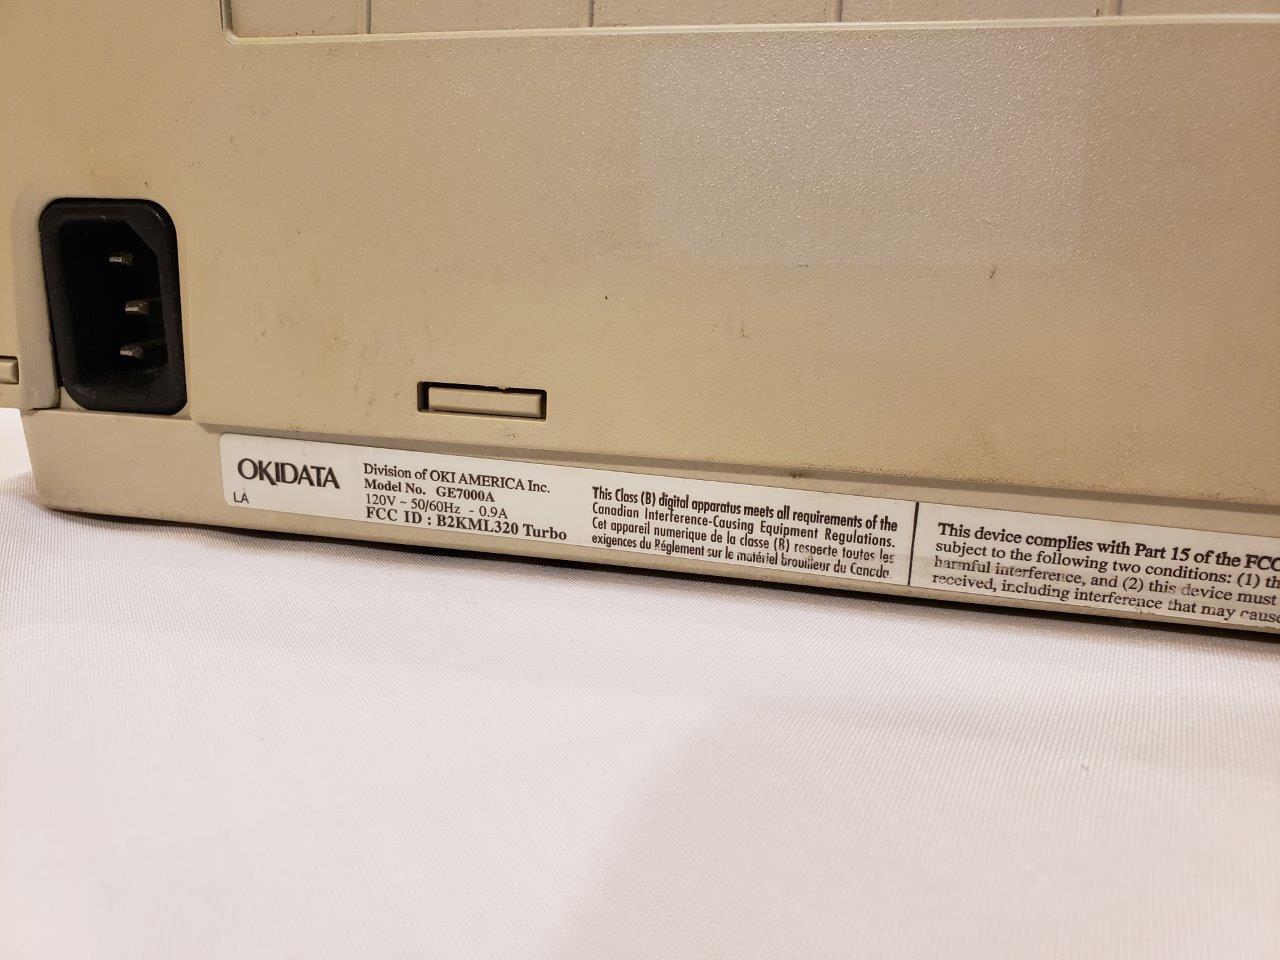 OKIDATA
LA
Division of OKI AMERICA Inc.
Model No. GE7000A
120V ~ 50/60Hz - 0.9A
FCC ID : B2KML320 Turbo
This Class (B) digital apparatus meets all requirements of the
Canadian Interference-Causing Equipment Regulations.
Cet appareil numerique de la classe (B) respecte toutes les
exigences du Réglement sur le matériel brouilleur du Canada.
This device complies with Part 15 of the FCC
subject to the following two conditions: (1) th
harmful interference, and (2) this device must
received, including interference that may cause